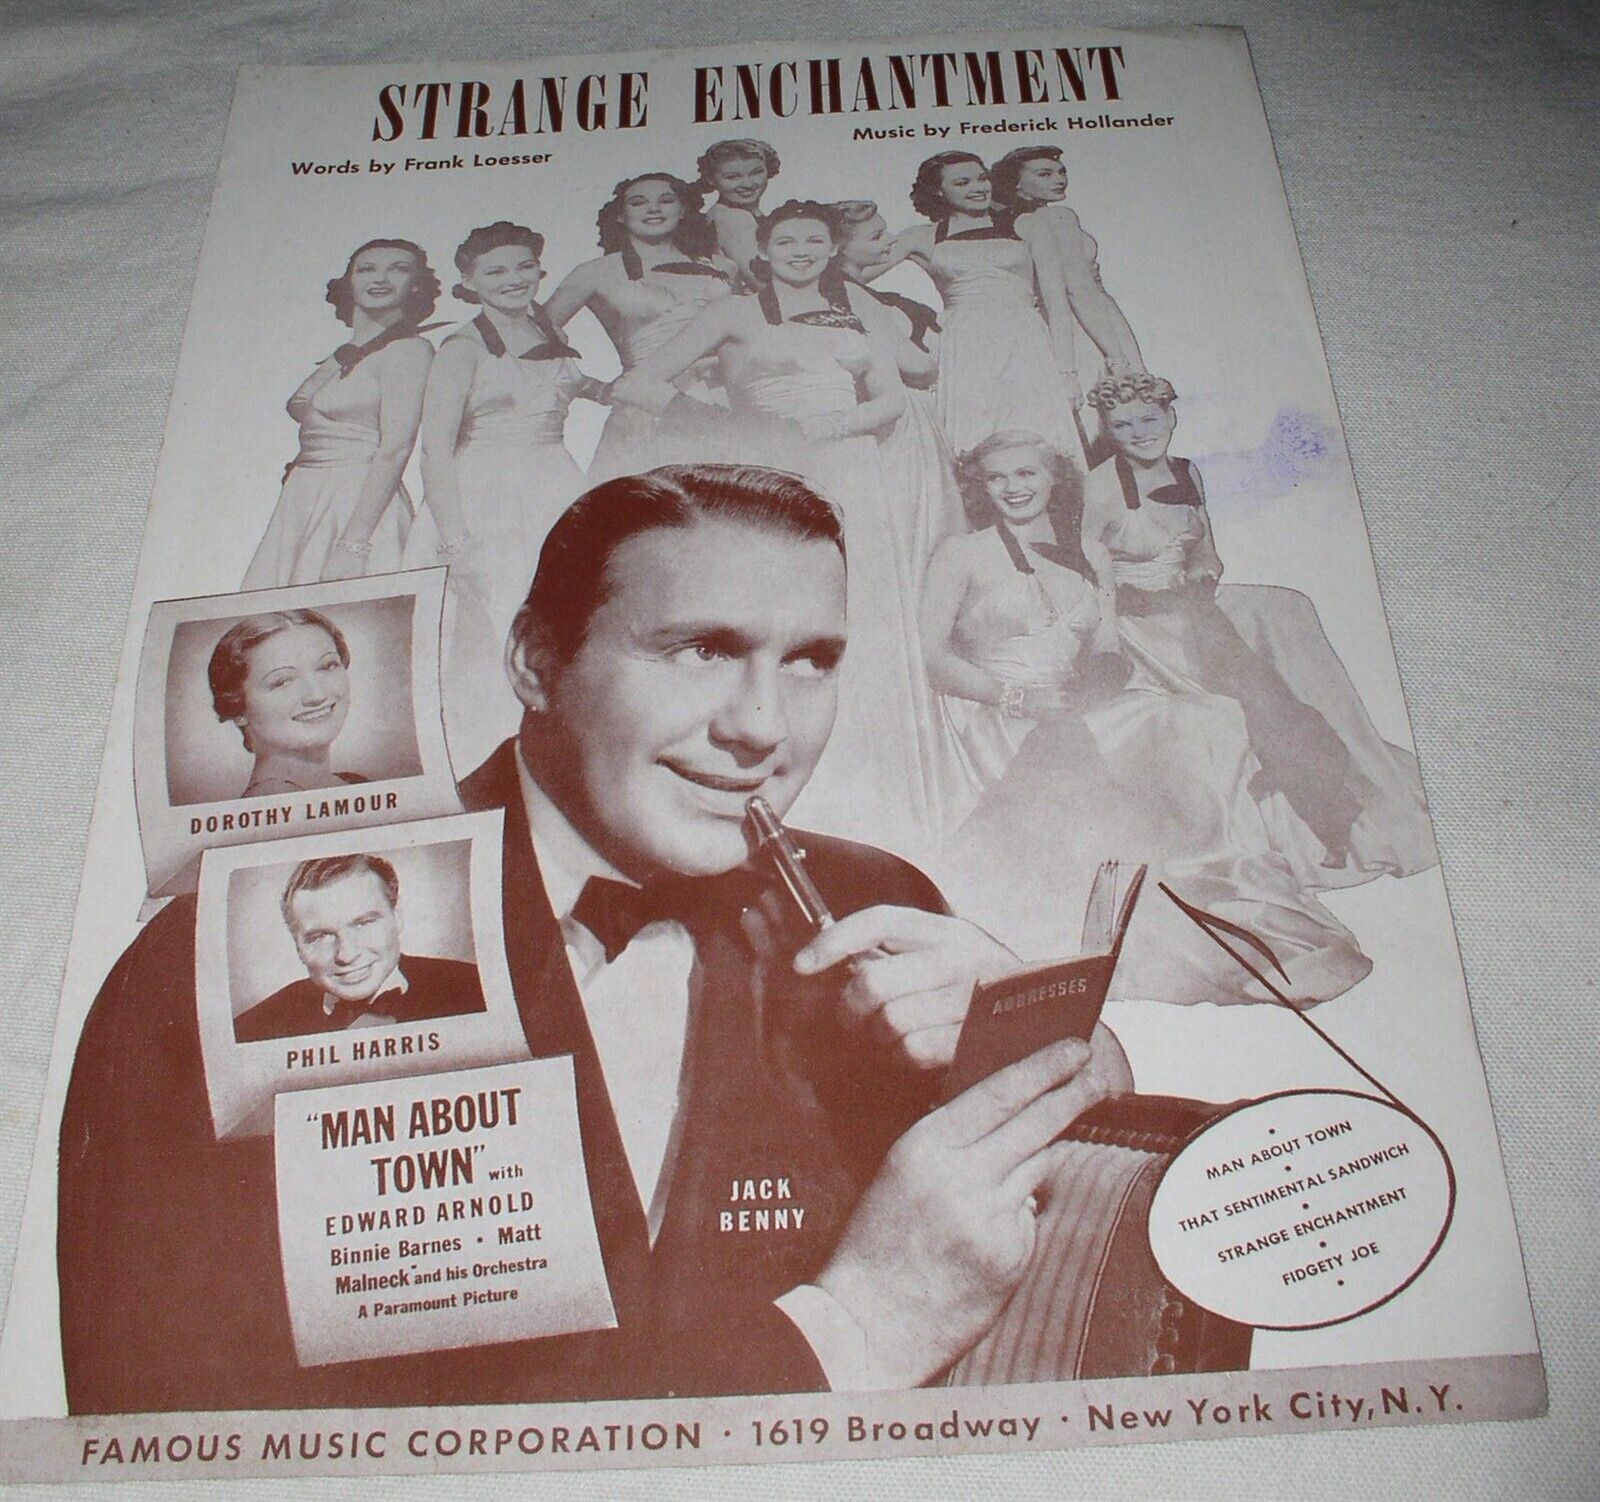 STRANGE ENCHANTMENT
Words by Frank Loesser
Music by Frederick Hollander
DOROTHY LAMOUR
PHIL HARRIS
"MAN ABOUT
TOWN" with
EDWARD ARNOLD
Binnie Barnes • Matt
Malneck and his Orchestra
A Paramount Picture
JACK
BENNY
ADDRESSES
• MAN ABOUT TOWN
• THAT SENTIMENTAL SANDWICH
• STRANGE ENCHANTMENT
• FIDGETY JOE •
FAMOUS MUSIC CORPORATION · 1619 Broadway · New York City, N. Y.